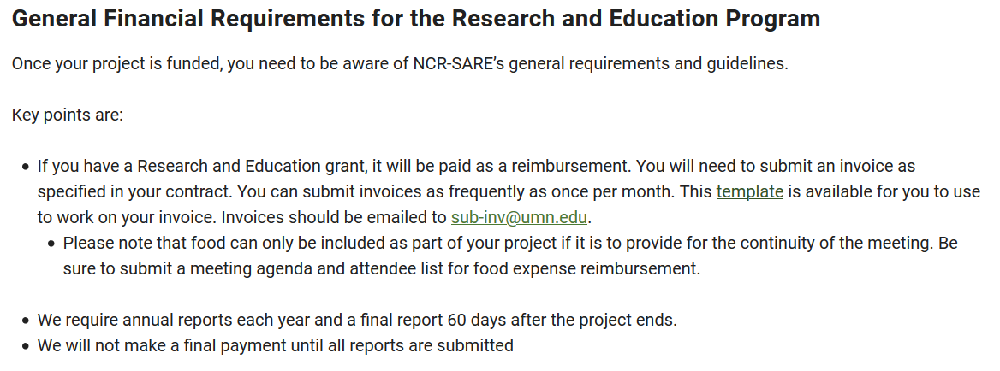 General Financial Requirements for the Research and Education Program
Once your project is funded, you need to be aware of NCR-SARE’s general requirements and guidelines.
Key points are:
• If you have a Research and Education grant, it will be paid as a reimbursement. You will need to submit an invoice as
specified in your contract. You can submit invoices as frequently as once per month. This template is available for you to use
to work on your invoice. Invoices should be emailed to sub-inv@umn.edu.
• Please note that food can only be included as part of your project if it is to provide for the continuity of the meeting. Be
sure to submit a meeting agenda and attendee list for food expense reimbursement.
• We require annual reports each year and a final report 60 days after the project ends.
• We will not make a final payment until all reports are submitted